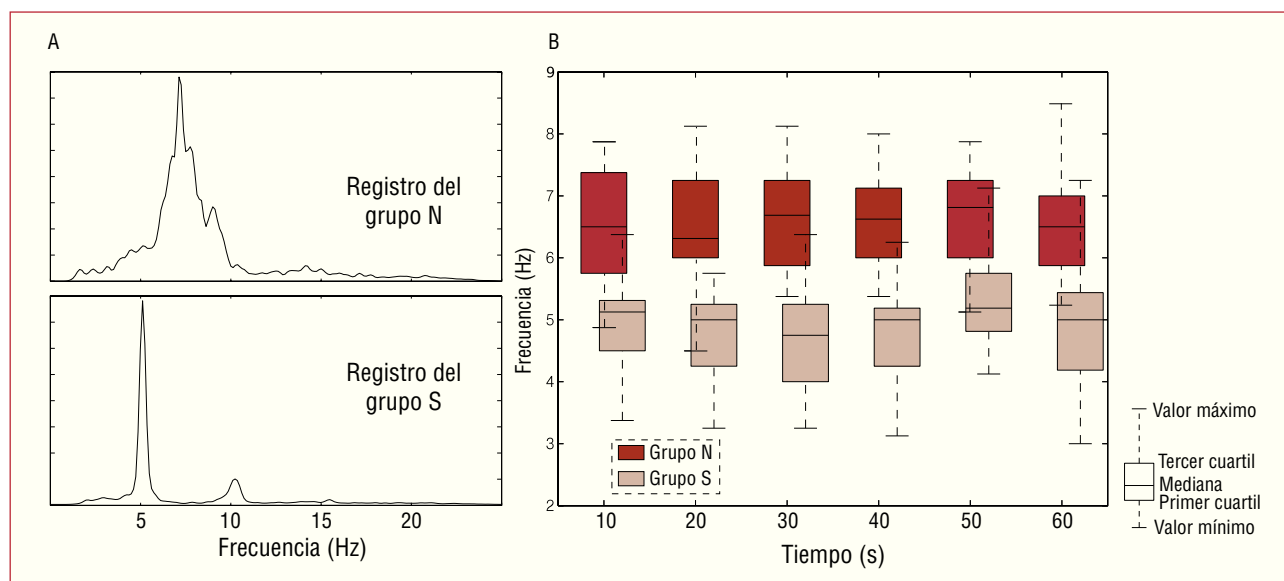 A
Registro del
grupo N
Registro del
grupo S
5
10
15
20
Frecuencia (Hz)
B
Frecuencia (Hz)
9
8
7
6
5
4
3
2
Grupo N
Grupo S
10
20
30
40
50
60
Tiempo (s)
Valor máximo
Tercer cuartil
Mediana
Primer cuartil
Valor mínimo